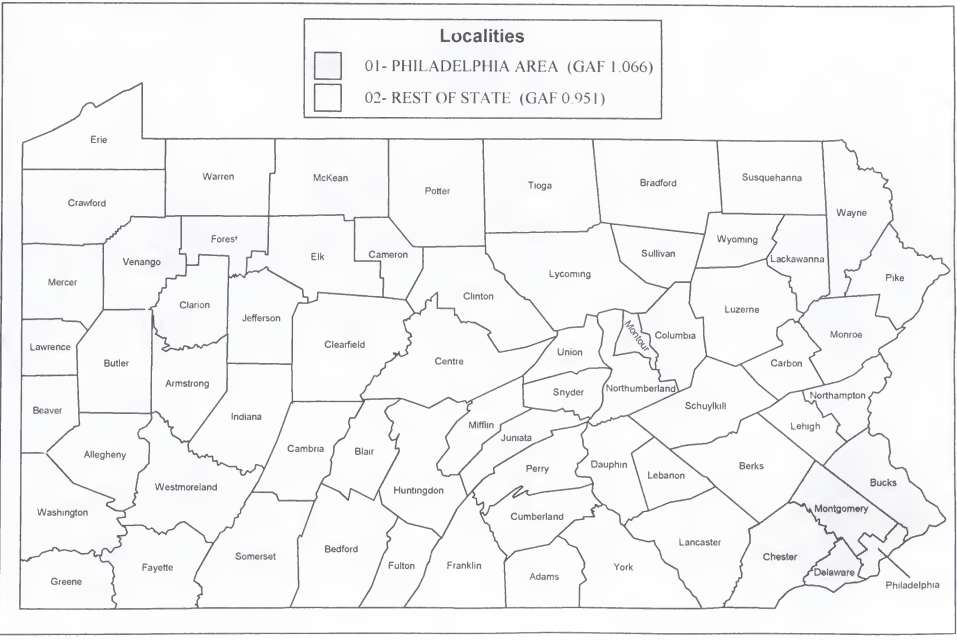 Localities
01- PHILADELPHIA AREA (GAF 1.066)
02- REST OF STATE (GAF 0.951)
Erie
Warren
McKean
Potter
Tioga
Bradford
Susquehanna
Wayne
Crawford
Forest
Venango
Elk
Cameron
Wyoming
Sullivan
Lackawanna
Lycoming
Pike
Mercer
Clarion
Clinton
Jefferson
Luzerne
Montour
Columbia
Monroe
Lawrence
Clearfield
Centre
Union
Butler
Carbon
Armstrong
Snyder
Northumberland
Northampton
Schuylkill
Beaver
Indiana
Mifflin
Lehigh
Juniata
Allegheny
Cambria
Blair
Perry
Dauphin
Lebanon
Berks
Westmoreland
Huntingdon
Bucks
Washington
Cumberland
Montgomery
Lancaster
Bedford
Somerset
Chester
Fayette
Fulton
Franklin
Adams
York
Delaware
Greene
Philadelphia